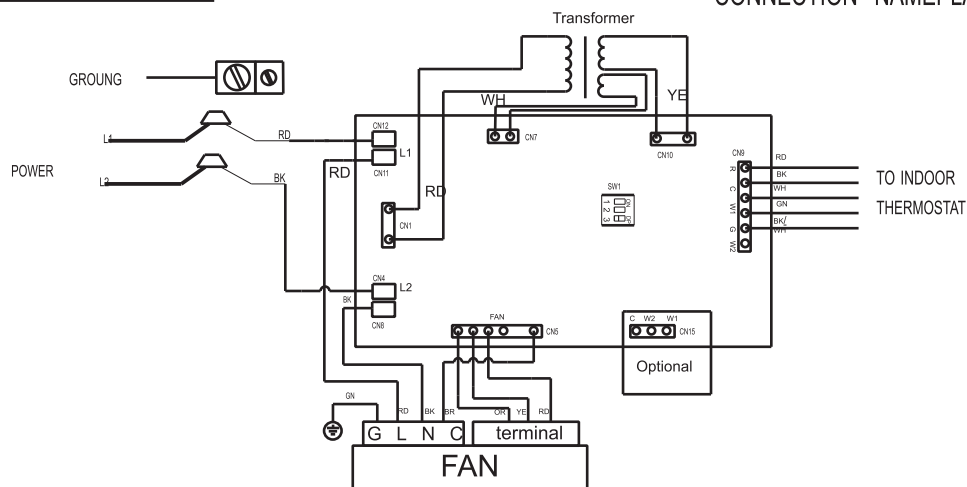 CONNECTION NAMEPLA
Transformer
GROUNG
WH
YE
L1
RD
CN12
L1
CN11
CN7
CN10
CN9
RD
R
BK
C
WH
W1
GN
G
BK/
WH
W2
TO INDOOR
THERMOSTAT
POWER
L2
BK
RD
RD
CN1
SW1
1
2
3
ON
CN4
L2
BK
CN8
FAN
CN5
C W2 W1
CN15
Optional
GN
RD
BK
BR
OR
YE
RD
G L N C
terminal
FAN